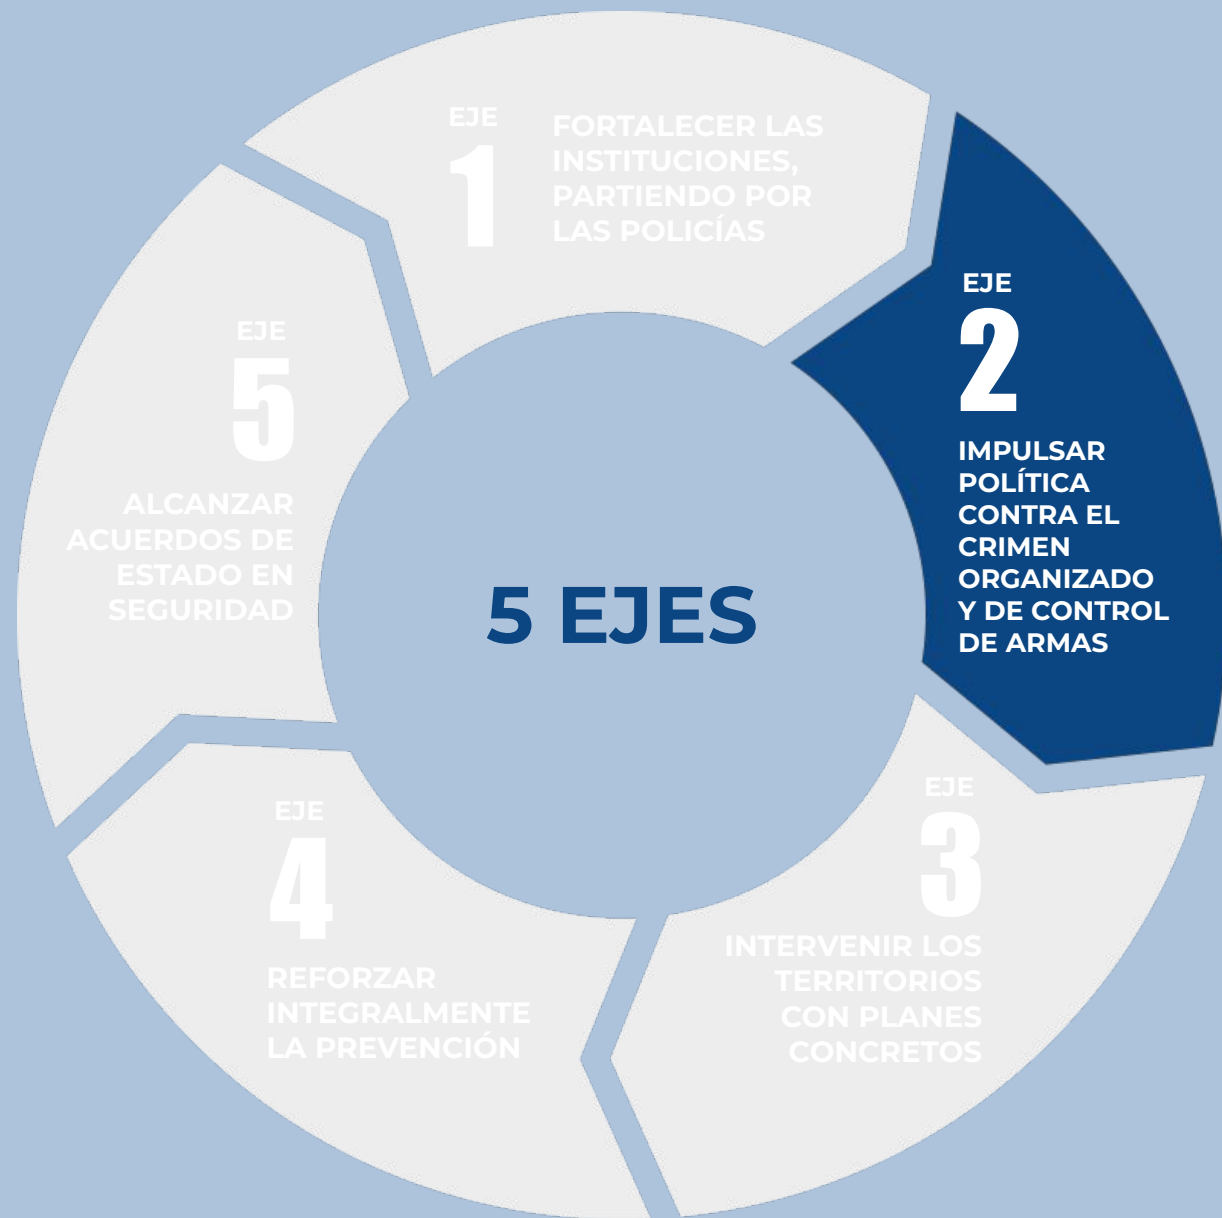 EJE
1
FORTALECER LAS
INSTITUCIONES,
PARTIENDO POR
LAS POLICÍAS
EJE
2
IMPULSAR
POLÍTICA
CONTRA EL
CRIMEN
ORGANIZADO
Y DE CONTROL
DE ARMAS
EJE
3
INTERVENIR LOS
TERRITORIOS
CON PLANES
CONCRETOS
EJE
4
REFORZAR
INTEGRALMENTE
LA PREVENCIÓN
EJE
5
ALCANZAR
ACUERDOS DE
ESTADO EN
SEGURIDAD
5 EJES